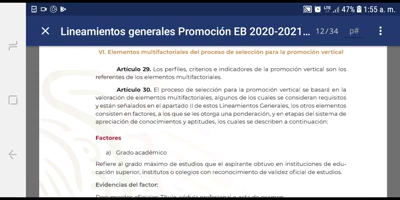 47% 1:55 a. m.
Lineamientos generales Promoción EB 2020-2021... 12/34 p#
VI. Elementos multifactoriales del proceso de selección para la promoción vertical
Artículo 29. Los perfiles, criterios e indicadores de la promoción vertical son los
referentes de los elementos multifactoriales.
Artículo 30. El proceso de selección para la promoción vertical se basará en la
valoración de elementos multifactoriales, algunos de los cuales se consideran requisitos
y están señalados en el apartado II de estos Lineamientos Generales, los otros elementos
consisten en factores, a los que se les otorga una ponderación, y en etapas del sistema de
apreciación de conocimientos y aptitudes, los cuales se describen a continuación:
Factores
a) Grado académico
Refiere al grado máximo de estudios que el aspirante obtuvo en instituciones de edu-
cación superior, institutos o colegios con reconocimiento de validez oficial de estudios.
Evidencias del factor: